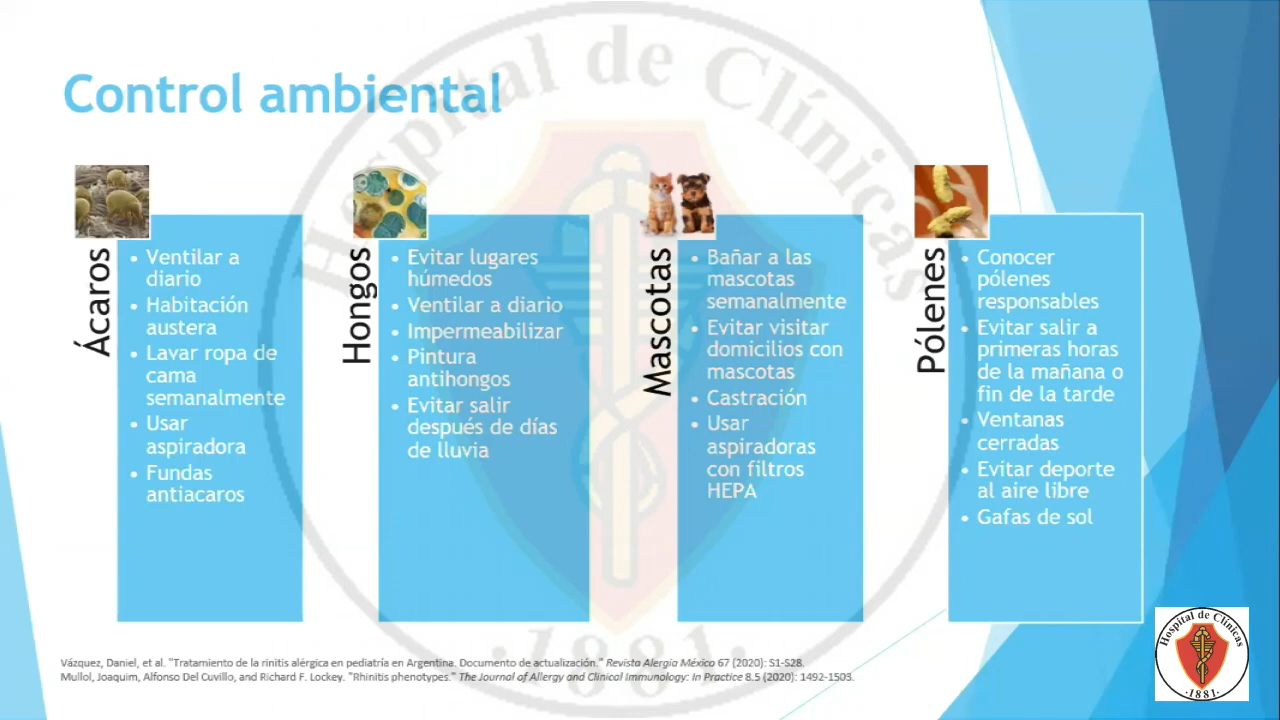 Hospital de Clínicas
Control ambiental
Ácaros
• Ventilar a
diario
• Habitación
austera
• Lavar ropa de
cama
semanalmente
• Usar
aspiradora
• Fundas
antiacaros
Hongos
• Evitar lugares
húmedos
• Ventilar a diario
• Impermeabilizar
• Pintura
antihongos
• Evitar salir
después de días
de lluvia
Mascotas
• Bañar a las
mascotas
semanalmente
• Evitar visitar
domicilios con
mascotas
• Castración
• Usar
aspiradoras
con filtros
HEPA
Pólenes
• Conocer
pólenes
responsables
• Evitar salir a
primeras horas
de la mañana o
fin de la tarde
• Ventanas
cerradas
• Evitar deporte
al aire libre
• Gafas de sol
·1881·
Vázquez, Daniel, et al. "Tratamiento de la rinitis alérgica en pediatría en Argentina. Documento de actualización." Revista Alergia México 67 (2020): S1-S28.
Mullol, Joaquim, Alfonso Del Cuvillo, and Richard F. Lockey. "Rhinitis phenotypes." The Journal of Allergy and Clinical Immunology: In Practice 8.5 (2020): 1492-1503.
Hospital de Clínicas
·1881·